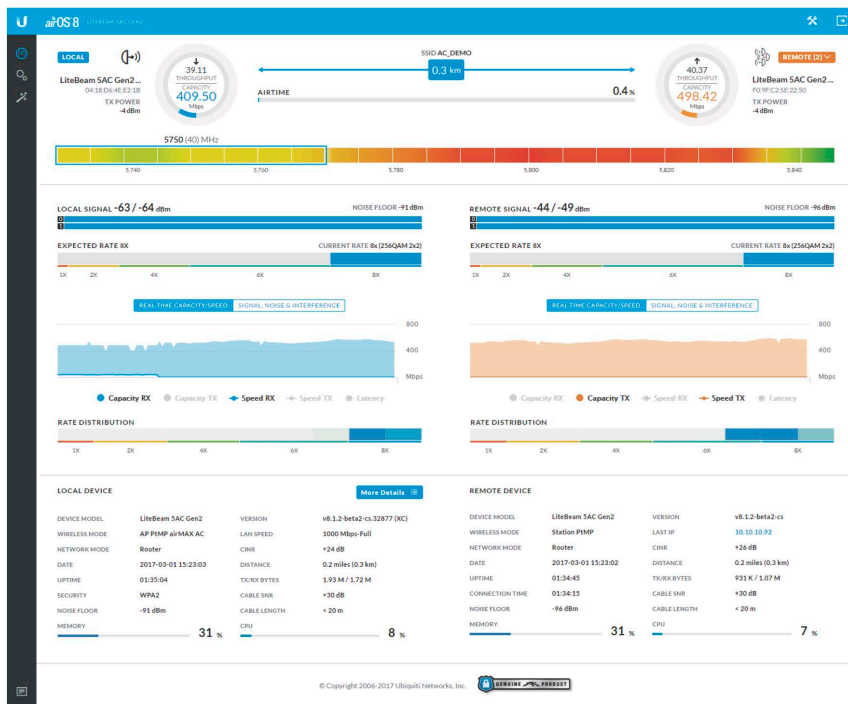 airOS 8 LITEBEAM 5AC GEN2
LOCAL
LiteBeam 5AC Gen2 ...
04:18:D6:4E:E2:1B
TX POWER
-4 dBm
39.11
THROUGHPUT
CAPACITY
409.50
Mbps
SSID AC_DEMO
0.3 km
AIRTIME 0.4 %
40.37
THROUGHPUT
CAPACITY
498.42
Mbps
REMOTE (2)
LiteBeam 5AC Gen2 ...
F0:9F:C2:5E:22:50
TX POWER
-4 dBm
5750 (40) MHz
5,740 5,760 5,780 5,800 5,820 5,840
LOCAL SIGNAL -63 / -64 dBm NOISE FLOOR -91 dBm
0
1
EXPECTED RATE 8X CURRENT RATE 8x (256QAM 2x2)
1X 2X 4X 6X 8X
REAL-TIME CAPACITY/SPEED SIGNAL, NOISE & INTERFERENCE
800
400
Mbps
Capacity RX Capacity TX Speed RX Speed TX Latency
RATE DISTRIBUTION
1X 2X 4X 6X 8X
REMOTE SIGNAL -44 / -49 dBm NOISE FLOOR -96 dBm
0
1
EXPECTED RATE 8X CURRENT RATE 8x (256QAM 2x2)
1X 2X 4X 6X 8X
REAL-TIME CAPACITY/SPEED SIGNAL, NOISE & INTERFERENCE
800
400
Mbps
Capacity RX Capacity TX Speed RX Speed TX Latency
RATE DISTRIBUTION
1X 2X 4X 6X 8X
LOCAL DEVICE More Details
DEVICE MODEL LiteBeam 5AC Gen2 VERSION v8.1.2-beta2-cs.32877 (XC)
WIRELESS MODE AP PtMP airMAX AC LAN SPEED 1000 Mbps-Full
NETWORK MODE Router CINR +24 dB
DATE 2017-03-01 15:23:03 DISTANCE 0.2 miles (0.3 km)
UPTIME 01:35:04 TX/RX BYTES 1.93 M / 1.72 M
SECURITY WPA2 CABLE SNR +30 dB
NOISE FLOOR -91 dBm CABLE LENGTH < 20 m
MEMORY 31 % CPU 8 %
REMOTE DEVICE
DEVICE MODEL LiteBeam 5AC Gen2 VERSION v8.1.2-beta2-cs
WIRELESS MODE Station PtMP LAST IP 10.10.10.92
NETWORK MODE Router CINR +26 dB
DATE 2017-03-01 15:23:02 DISTANCE 0.2 miles (0.3 km)
UPTIME 01:34:45 TX/RX BYTES 931 K / 1.07 M
CONNECTION TIME 01:34:15 CABLE SNR +30 dB
NOISE FLOOR -96 dBm CABLE LENGTH < 20 m
MEMORY 31 % CPU 7 %
© Copyright 2006-2017 Ubiquiti Networks, Inc. GENUINE PRODUCT